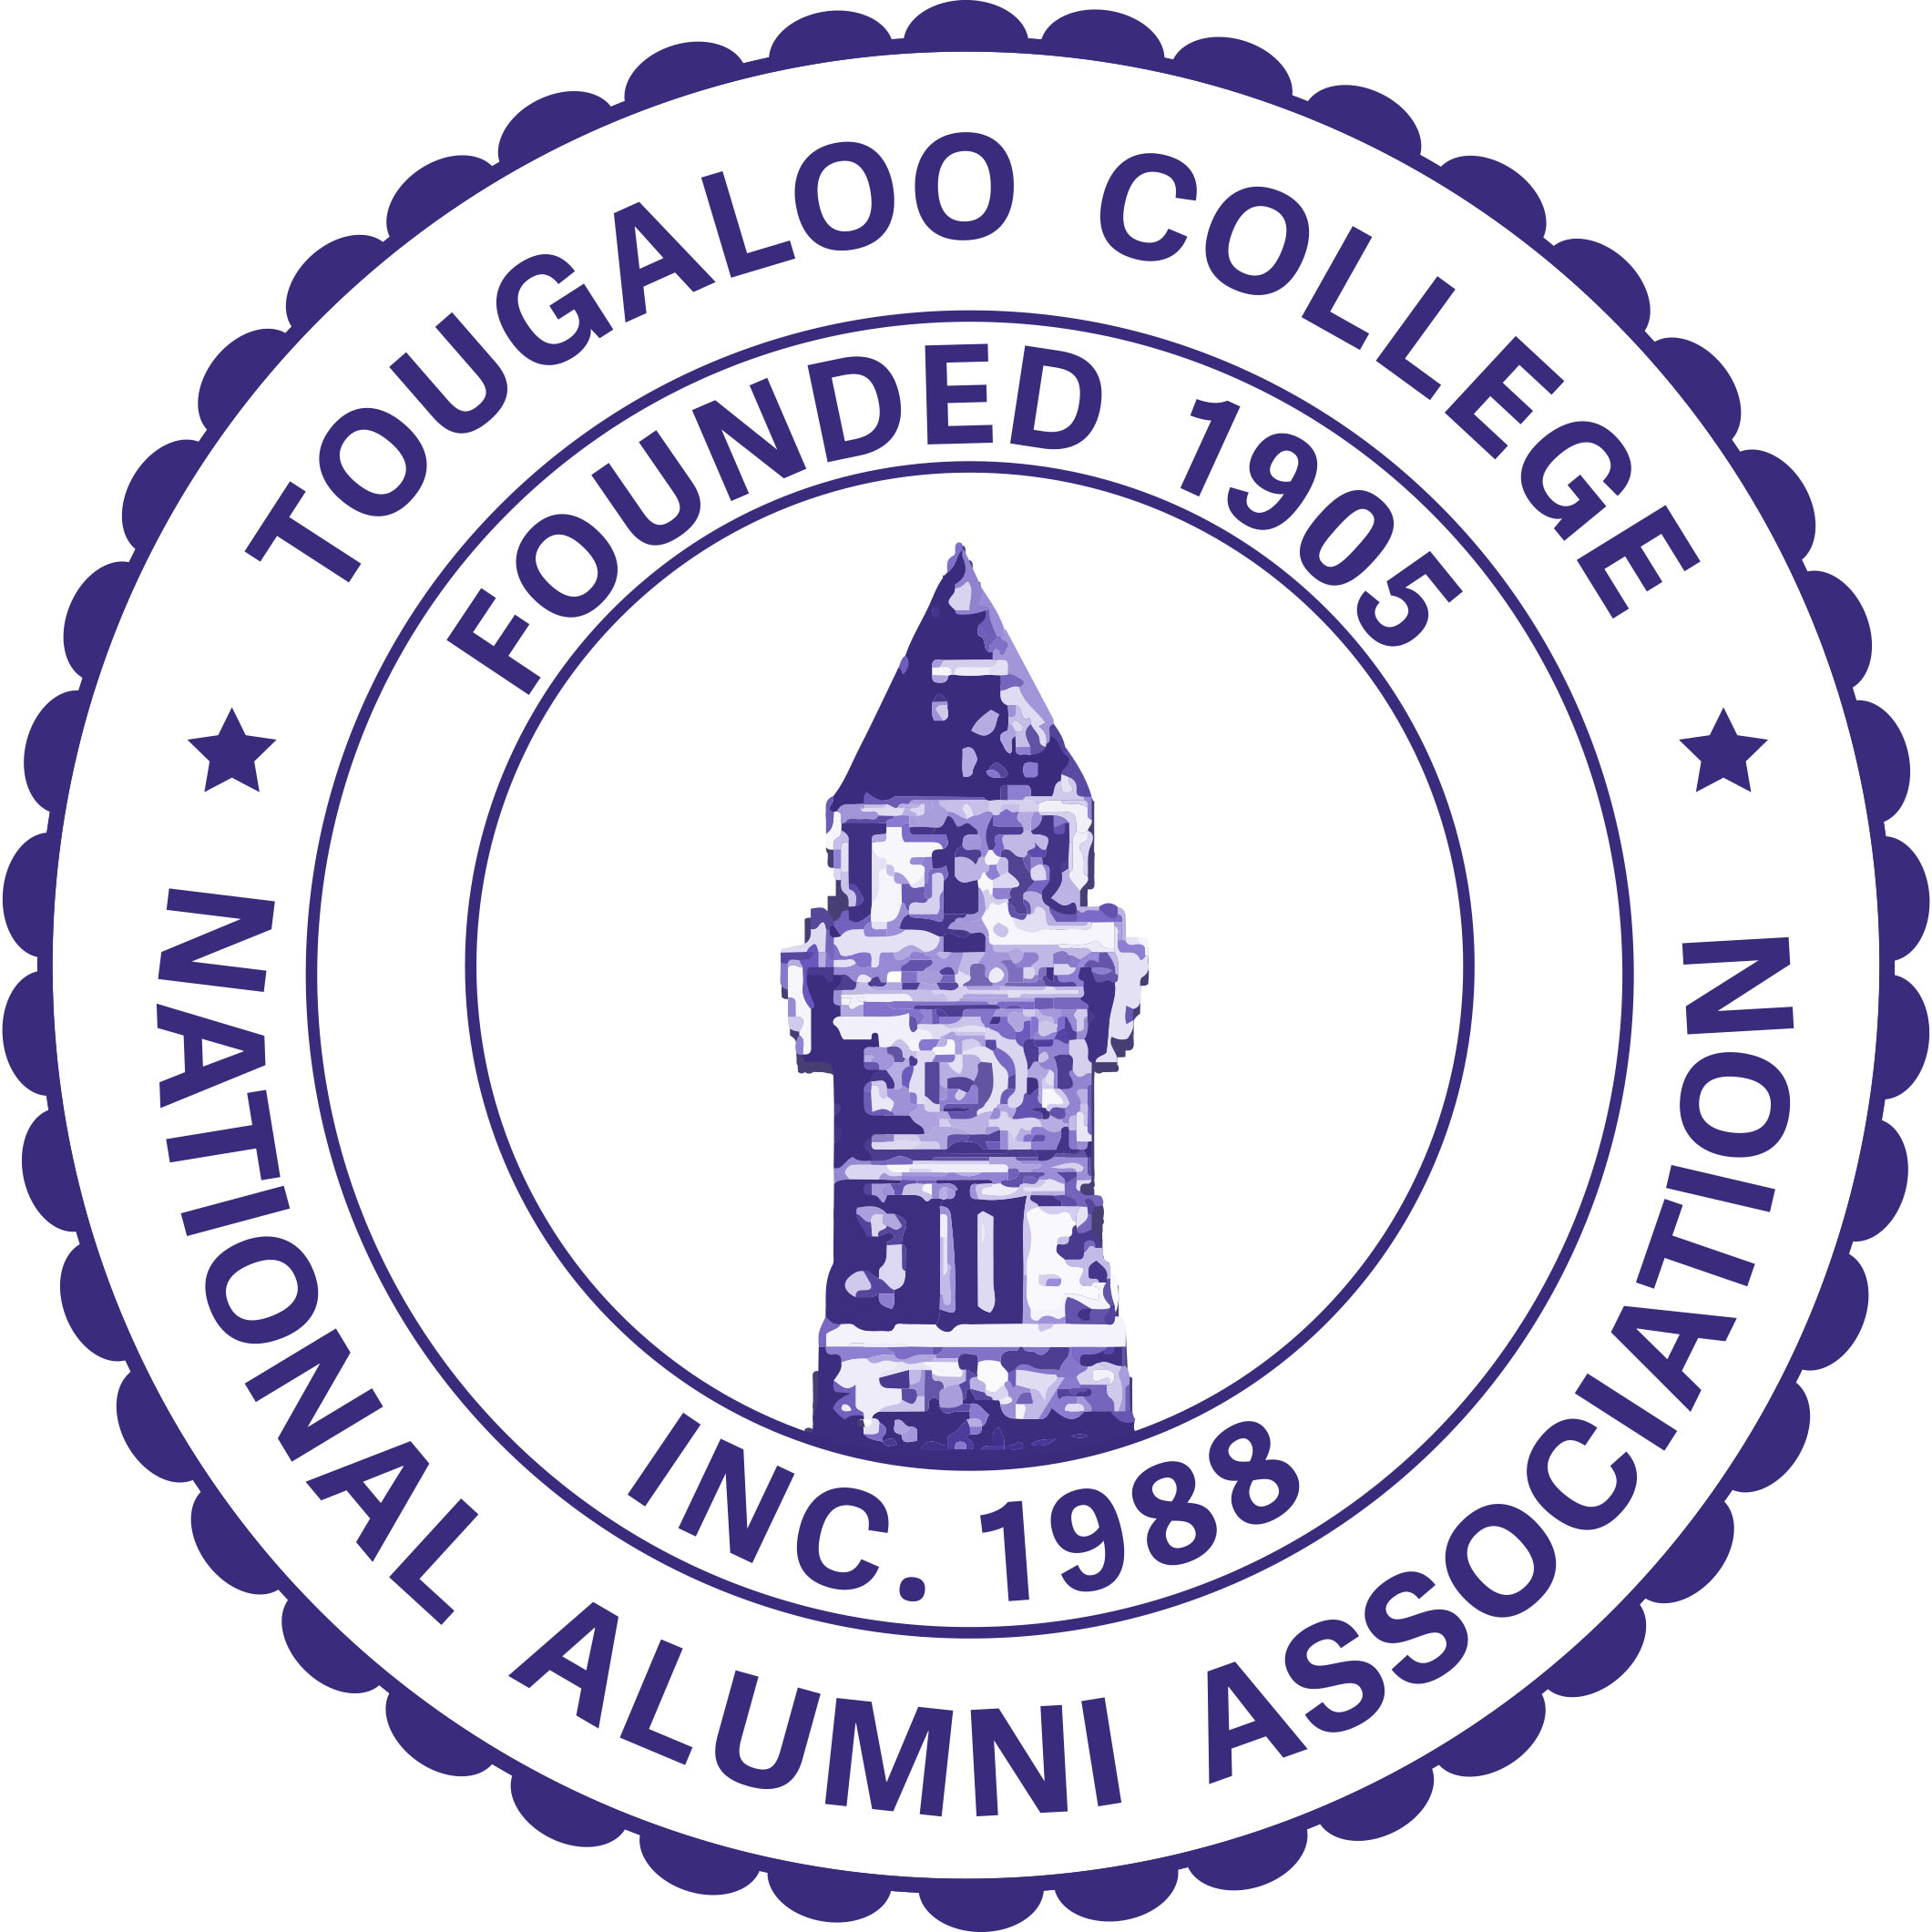 TOUGALOO COLLEGE
NATIONAL ALUMNI ASSOCIATION
FOUNDED 1905
INC. 1988